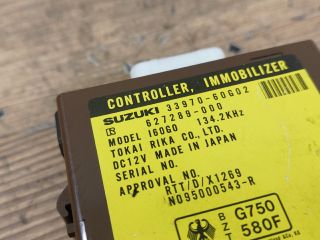 CONTROLLER, IMMOBILIZER
SUZUKI 33970-60G02
627289-000
MODEL I60G0 134.2KHz
TOKAI RIKA CO., LTD.
DC12V MADE IN JAPAN
SERIAL NO.
APPROVAL NO.
RTT/D/X1269
N095000543-R
B
Z
G750
580F